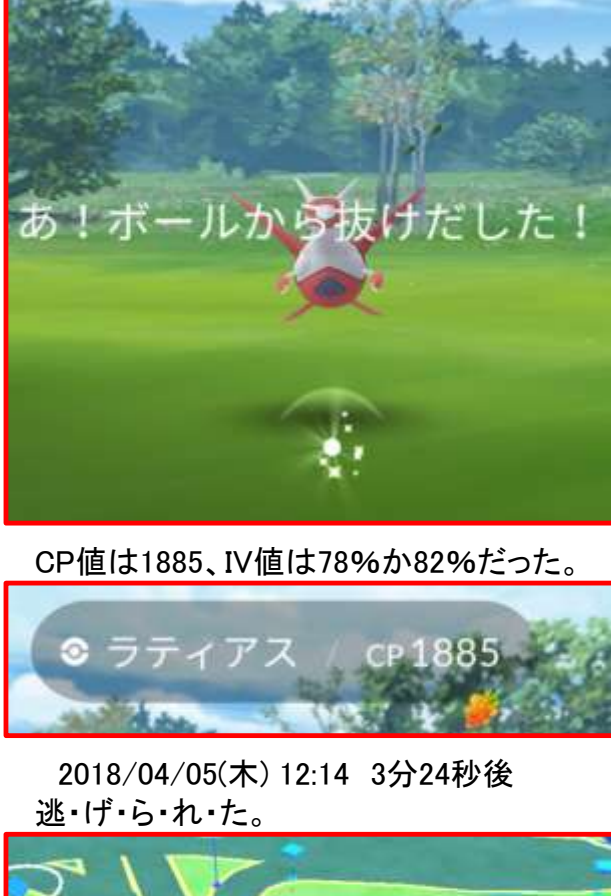 あ！ボールから抜けだした！
CP値は1885、IV値は78%か82%だった。
ラティアス / CP1885
2018/04/05(木) 12:14 3分24秒後
逃・げ・ら・れ・た。